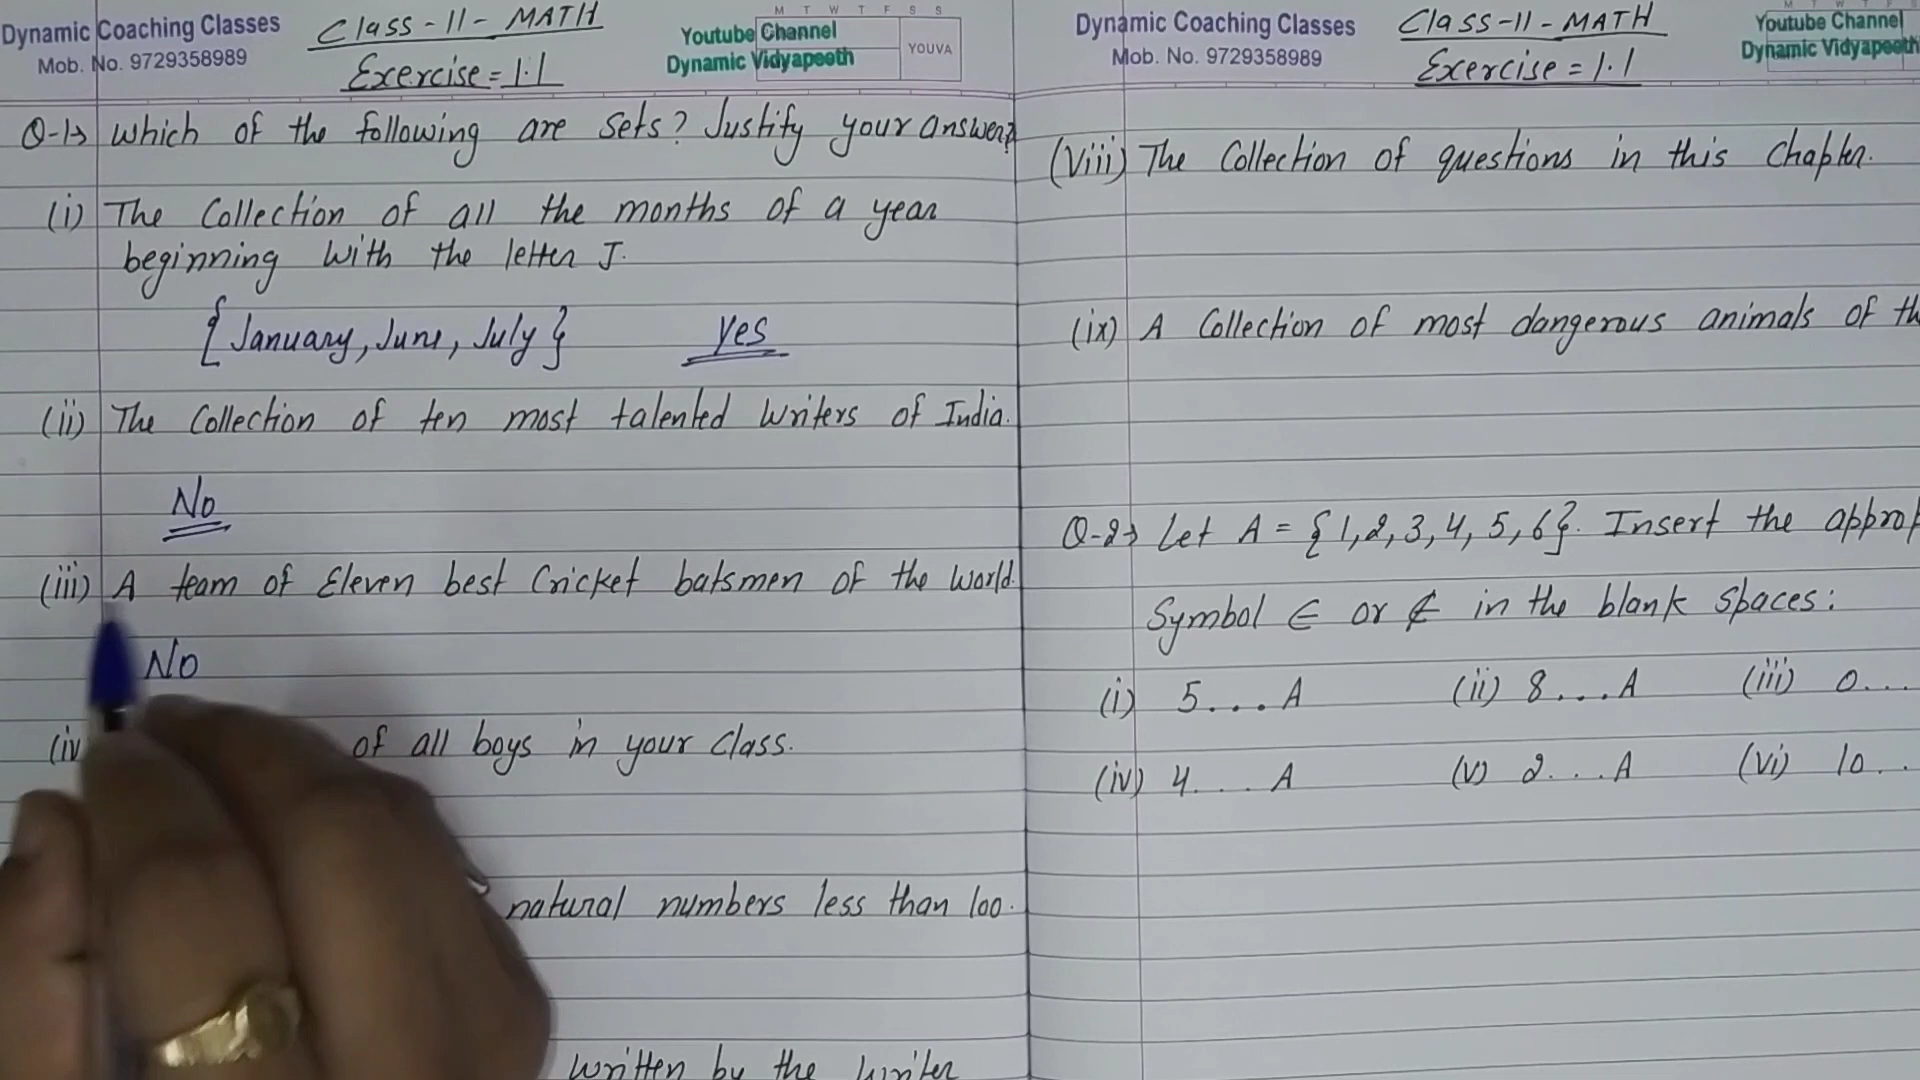 Dynamic Coaching Classes
Mob. No. 9729358989
Class-11-MATH
Exercise=1.1
M T W T F S S
Youtube Channel
Dynamic Vidyapeeth
YOUVA
Q-1→ Which of the following are sets? Justify your answer?
(i) The Collection of all the months of a year
beginning with the letter J.
{January, June, July} yes
(ii) The Collection of ten most talented writers of India.
No
(iii) A team of Eleven best Cricket batsmen of the world.
No
(iv of all boys in your class.
natural numbers less than 100.
written by the writer
Dynamic Coaching Classes
Mob. No. 9729358989
Class-11-MATH
Exercise=1.1
M T W T F S
Youtube Channel
Dynamic Vidyapeeth
(viii) The Collection of questions in this Chapter.
(ix) A Collection of most dangerous animals of th
Q-2→ Let A = {1,2,3,4,5,6}. Insert the approp
Symbol ∈ or ∉ in the blank spaces:
(i) 5....A (ii) 8...A (iii) 0...
(iv) 4....A (v) 2...A (vi) 10..